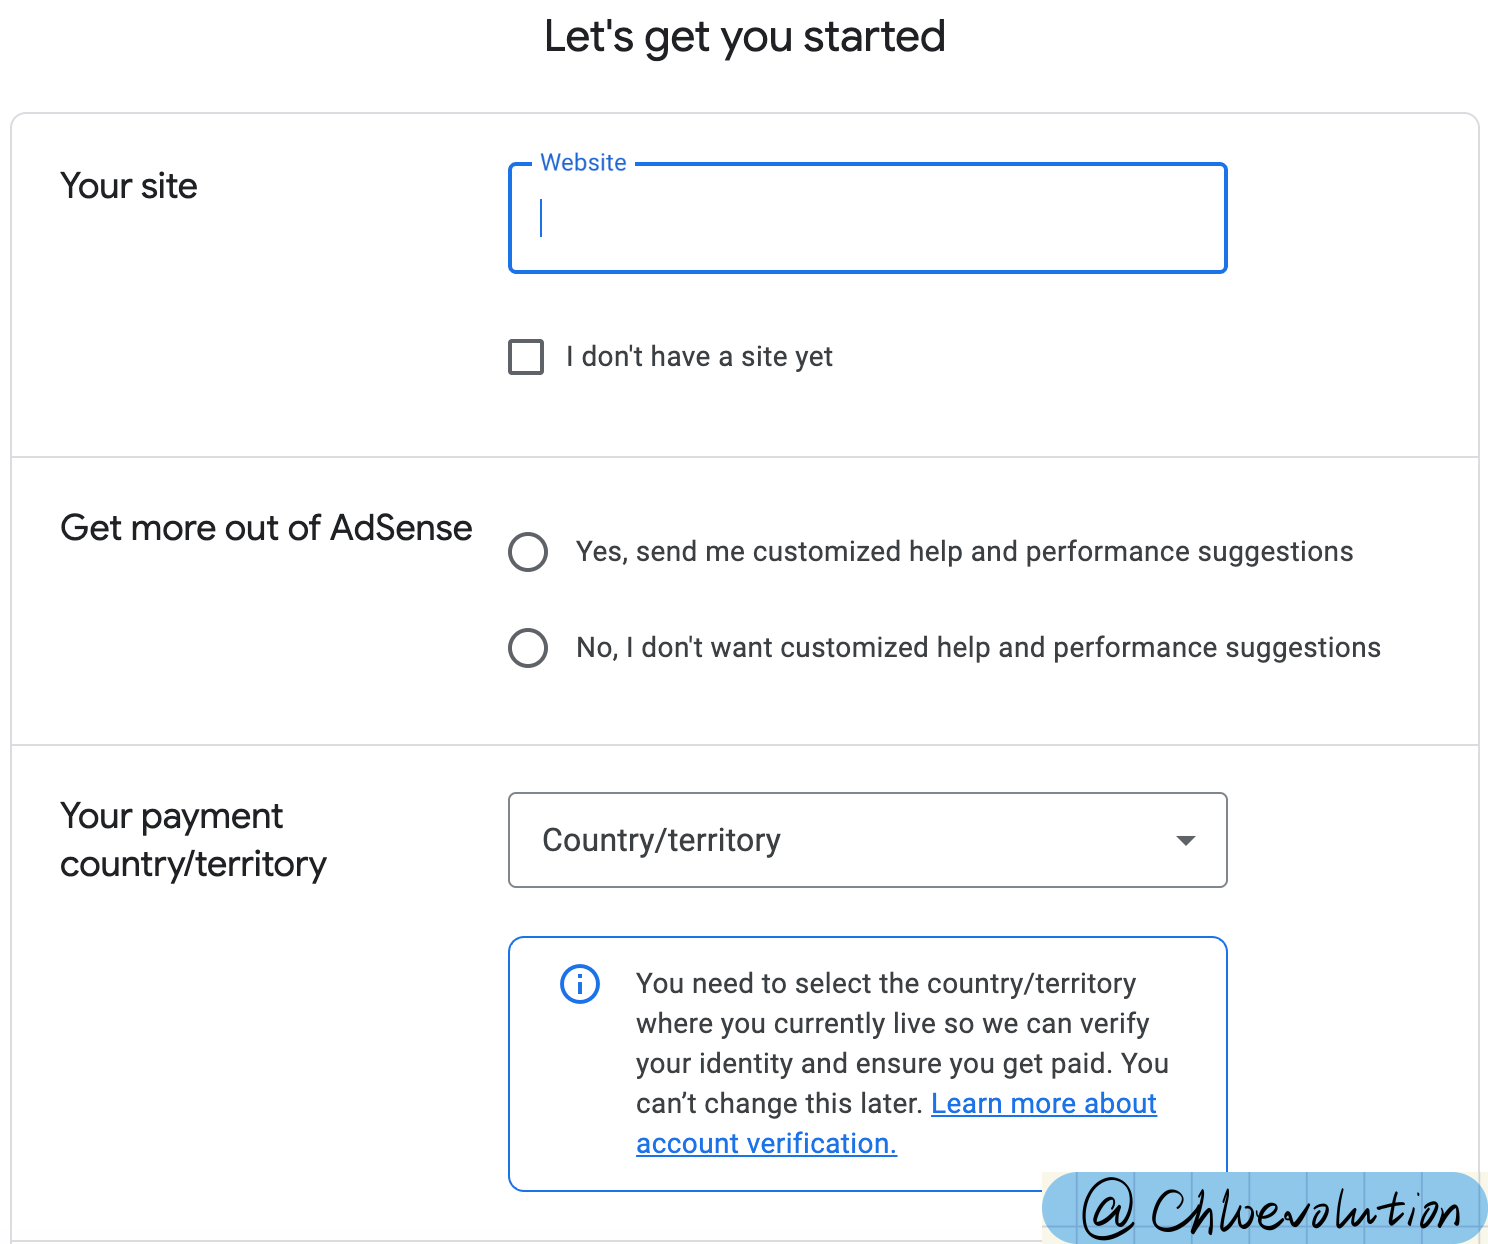 Let's get you started
Your site
Website
I don't have a site yet
Get more out of AdSense
Yes, send me customized help and performance suggestions
No, I don't want customized help and performance suggestions
Your payment
country/territory
Country/territory
You need to select the country/territory
where you currently live so we can verify
your identity and ensure you get paid. You
can’t change this later. Learn more about
account verification.
@Chloevolution